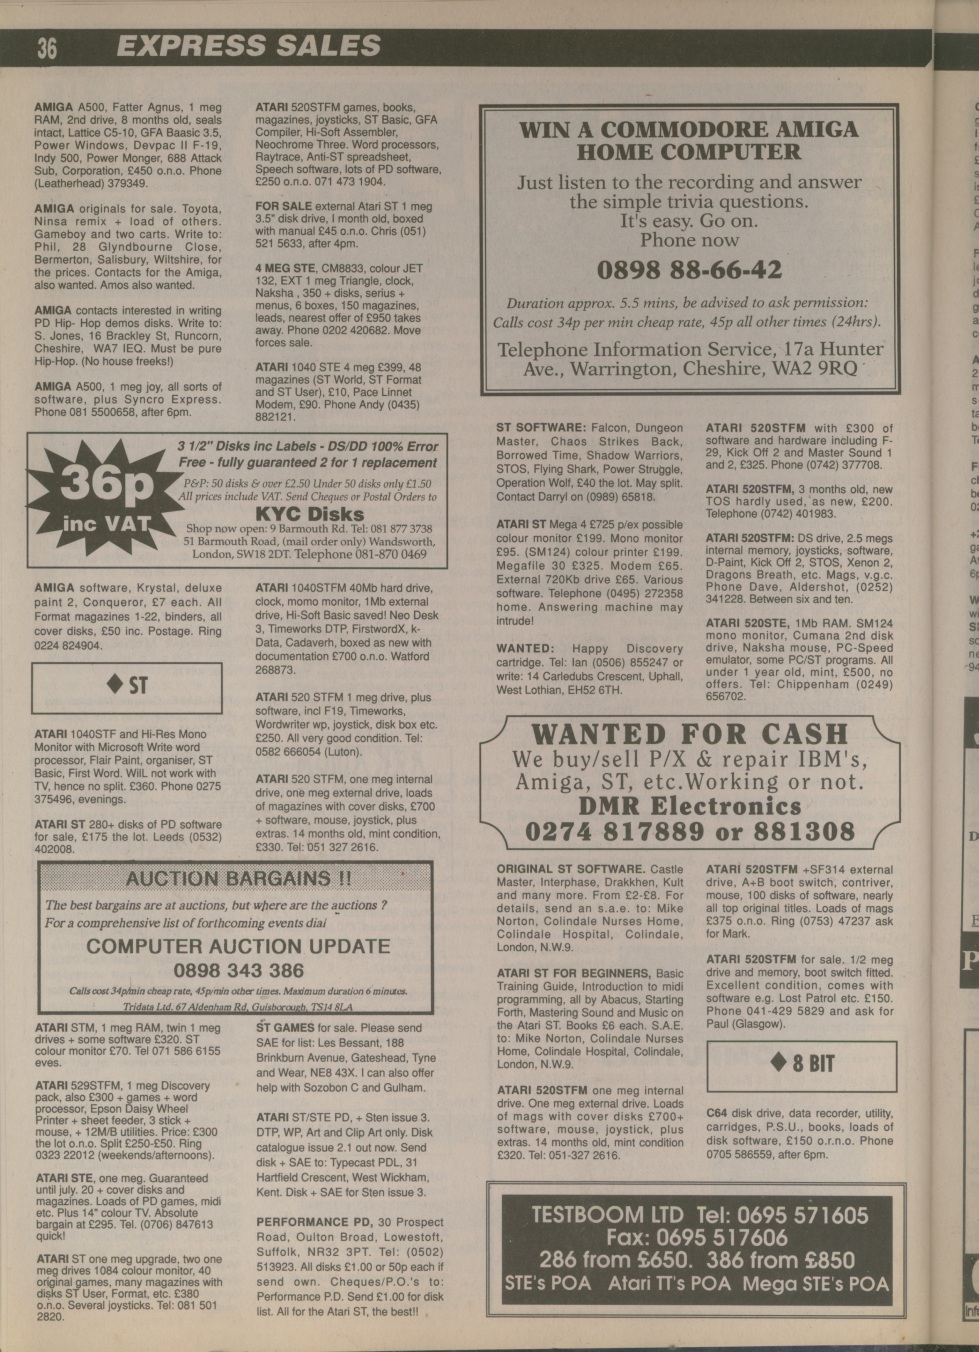 36 EXPRESS SALES
AMIGA A500, Fatter Agnus, 1 meg
RAM, 2nd drive, 8 months old, seals
intact, Lattice C5-10, GFA Baasic 3.5,
Power Windows, Devpac II F-19,
Indy 500, Power Monger, 688 Attack
Sub, Corporation, £450 o.n.o. Phone
(Leatherhead) 379349.
AMIGA originals for sale. Toyota,
Ninsa remix + load of others.
Gameboy and two carts. Write to:
Phil, 28 Glyndbourne Close,
Bermerton, Salisbury, Wiltshire, for
the prices. Contacts for the Amiga,
also wanted. Amos also wanted.
AMIGA contacts interested in writing
PD Hip- Hop demos disks. Write to:
S. Jones, 16 Brackley St, Runcorn,
Cheshire, WA7 IEQ. Must be pure
Hip-Hop. (No house freeks!)
AMIGA A500, 1 meg joy, all sorts of
software, plus Syncro Express.
Phone 081 5500658, after 6pm.
ATARI 520STFM games, books,
magazines, joysticks, ST Basic, GFA
Compiler, Hi-Soft Assembler,
Neochrome Three. Word processors,
Raytrace, Anti-ST spreadsheet,
Speech software, lots of PD software,
£250 o.n.o. 071 473 1904.
FOR SALE external Atari ST 1 meg
3.5" disk drive, I month old, boxed
with manual £45 o.n.o. Chris (051)
521 5633, after 4pm.
4 MEG STE, CM8833, colour JET
132, EXT 1 meg Triangle, clock,
Naksha , 350 + disks, serius +
menus, 6 boxes, 150 magazines,
leads, nearest offer of £950 takes
away. Phone 0202 420682. Move
forces sale.
ATARI 1040 STE 4 meg £399, 48
magazines (ST World, ST Format
and ST User), £10, Pace Linnet
Modem, £90. Phone Andy (0435)
882121.
36p
inc VAT
3 1/2" Disks inc Labels - DS/DD 100% Error
Free - fully guaranteed 2 for 1 replacement
P&P: 50 disks & over £2.50 Under 50 disks only £1.50
All prices include VAT. Send Cheques or Postal Orders to
KYC Disks
Shop now open: 9 Barmouth Rd. Tel: 081 877 3738
51 Barmouth Road, (mail order only) Wandsworth,
London, SW18 2DT. Telephone 081-870 0469
AMIGA software, Krystal, deluxe
paint 2, Conqueror, £7 each. All
Format magazines 1-22, binders, all
cover disks, £50 inc. Postage. Ring
0224 824904.
♦ ST
ATARI 1040STF and Hi-Res Mono
Monitor with Microsoft Write word
processor, Flair Paint, organiser, ST
Basic, First Word. WilL not work with
TV, hence no split. £360. Phone 0275
375496, evenings.
ATARI ST 280+ disks of PD software
for sale, £175 the lot. Leeds (0532)
402008.
ATARI 1040STFM 40Mb hard drive,
clock, momo monitor, 1Mb external
drive, Hi-Soft Basic saved! Neo Desk
3, Timeworks DTP, FirstwordX, k-
Data, Cadaverh, boxed as new with
documentation £700 o.n.o. Watford
268873.
ATARI 520 STFM 1 meg drive, plus
software, incl F19, Timeworks,
Wordwriter wp, joystick, disk box etc.
£250. All very good condition. Tel:
0582 666054 (Luton).
ATARI 520 STFM, one meg internal
drive, one meg external drive, loads
of magazines with cover disks, £700
+ software, mouse, joystick, plus
extras. 14 months old, mint condition,
£330. Tel: 051 327 2616.
AUCTION BARGAINS !!
The best bargains are at auctions, but where are the auctions ?
For a comprehensive list of forthcoming events dial
COMPUTER AUCTION UPDATE
0898 343 386
Calls cost 34p/min cheap rate, 45p/min other times. Maximum duration 6 minutes.
Tridata Ltd. 67 Aldenham Rd, Guisborough, TS14 8LA
ATARI STM, 1 meg RAM, twin 1 meg
drives + some software £320. ST
colour monitor £70. Tel 071 586 6155
eves.
ATARI 529STFM, 1 meg Discovery
pack, also £300 + games + word
processor, Epson Daisy Wheel
Printer + sheet feeder, 3 stick +
mouse, + 12M/B utilities. Price: £300
the lot o.n.o. Split £250-£50. Ring
0323 22012 (weekends/afternoons).
ATARI STE, one meg. Guaranteed
until july. 20 + cover disks and
magazines. Loads of PD games, midi
etc. Plus 14" colour TV. Absolute
bargain at £295. Tel. (0706) 847613
quick!
ATARI ST one meg upgrade, two one
meg drives 1084 colour monitor, 40
original games, many magazines with
disks ST User, Format, etc. £380
o.n.o. Several joysticks. Tel: 081 501
2820.
ST GAMES for sale. Please send
SAE for list: Les Bessant, 188
Brinkburn Avenue, Gateshead, Tyne
and Wear, NE8 43X. I can also offer
help with Sozobon C and Gulham.
ATARI ST/STE PD, + Sten issue 3.
DTP, WP, Art and Clip Art only. Disk
catalogue issue 2.1 out now. Send
disk + SAE to: Typecast PDL, 31
Hartfield Crescent, West Wickham,
Kent. Disk + SAE for Sten issue 3.
PERFORMANCE PD, 30 Prospect
Road, Oulton Broad, Lowestoft,
Suffolk, NR32 3PT. Tel: (0502)
513923. All disks £1.00 or 50p each if
send own. Cheques/P.O.'s to:
Performance P.D. Send £1.00 for disk
list. All for the Atari ST, the best!!
WIN A COMMODORE AMIGA
HOME COMPUTER
Just listen to the recording and answer
the simple trivia questions.
It's easy. Go on.
Phone now
0898 88-66-42
Duration approx. 5.5 mins, be advised to ask permission:
Calls cost 34p per min cheap rate, 45p all other times (24hrs).
Telephone Information Service, 17a Hunter
Ave., Warrington, Cheshire, WA2 9RQ
ST SOFTWARE: Falcon, Dungeon
Master, Chaos Strikes Back,
Borrowed Time, Shadow Warriors,
STOS, Flying Shark, Power Struggle,
Operation Wolf, £40 the lot. May split.
Contact Darryl on (0989) 65818.
ATARI ST Mega 4 £725 p/ex possible
colour monitor £199. Mono monitor
£95. (SM124) colour printer £199.
Megafile 30 £325. Modem £65.
External 720Kb drive £65. Various
software. Telephone (0495) 272358
home. Answering machine may
intrude!
WANTED: Happy Discovery
cartridge. Tel: Ian (0506) 855247 or
write: 14 Carledubs Crescent, Uphall,
West Lothian, EH52 6TH.
ATARI 520STFM with £300 of
software and hardware including F-
29, Kick Off 2 and Master Sound 1
and 2, £325. Phone (0742) 377708.
ATARI 520STFM, 3 months old, new
TOS hardly used, as new, £200.
Telephone (0742) 401983.
ATARI 520STFM: DS drive, 2.5 megs
internal memory, joysticks, software,
D-Paint, Kick Off 2, STOS, Xenon 2,
Dragons Breath, etc. Mags, v.g.c.
Phone Dave, Aldershot, (0252)
341228. Between six and ten.
ATARI 520STE, 1Mb RAM. SM124
mono monitor, Cumana 2nd disk
drive, Naksha mouse, PC-Speed
emulator, some PC/ST programs. All
under 1 year old, mint, £500, no
offers. Tel: Chippenham (0249)
656702.
WANTED FOR CASH
We buy/sell P/X & repair IBM's,
Amiga, ST, etc.Working or not.
DMR Electronics
0274 817889 or 881308
ORIGINAL ST SOFTWARE. Castle
Master, Interphase, Drakkhen, Kult
and many more. From £2-£8. For
details, send an s.a.e. to: Mike
Norton, Colindale Nurses Home,
Colindale Hospital, Colindale,
London, N.W.9.
ATARI ST FOR BEGINNERS, Basic
Training Guide, Introduction to midi
programming, all by Abacus, Starting
Forth, Mastering Sound and Music on
the Atari ST. Books £6 each. S.A.E.
to: Mike Norton, Colindale Nurses
Home, Colindale Hospital, Colindale,
London, N.W.9.
ATARI 520STFM one meg internal
drive. One meg external drive. Loads
of mags with cover disks £700+
software, mouse, joystick, plus
extras. 14 months old, mint condition
£320. Tel: 051-327 2616.
ATARI 520STFM +SF314 external
drive, A+B boot switch, contriver,
mouse, 100 disks of software, nearly
all top original titles. Loads of mags
£375 o.n.o. Ring (0753) 47237 ask
for Mark.
ATARI 520STFM for sale. 1/2 meg
drive and memory, boot switch fitted.
Excellent condition, comes with
software e.g. Lost Patrol etc. £150.
Phone 041-429 5829 and ask for
Paul (Glasgow).
♦ 8 BIT
C64 disk drive, data recorder, utility,
carridges, P.S.U., books, loads of
disk software, £150 o.r.n.o. Phone
0705 586559, after 6pm.
TESTBOOM LTD Tel: 0695 571605
Fax: 0695 517606
286 from £650. 386 from £850
STE's POA Atari TT's POA Mega STE's POA